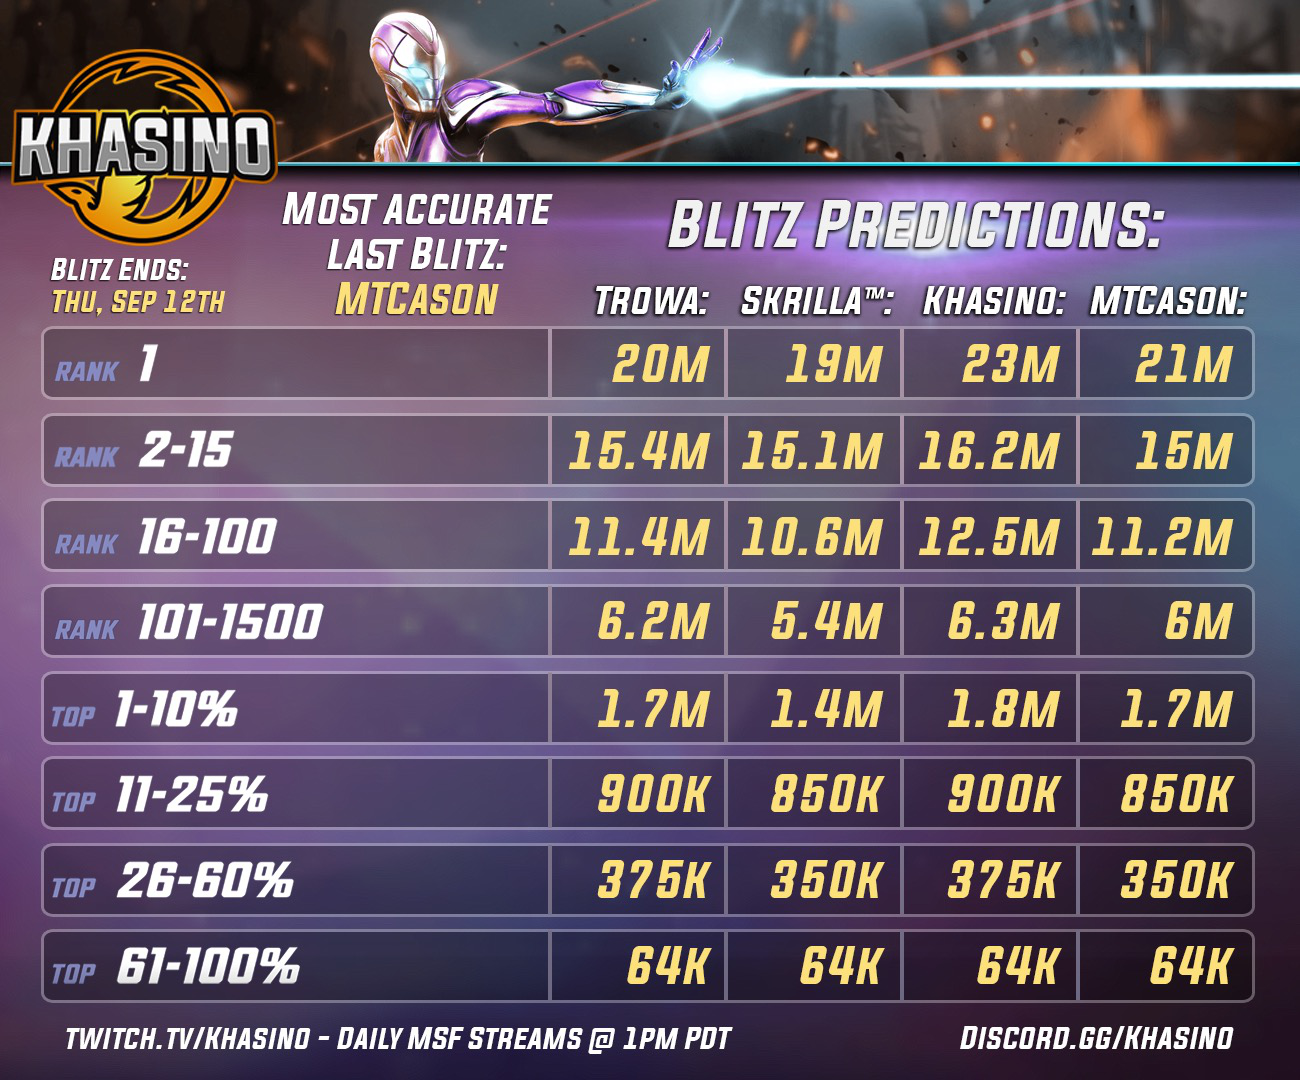 KHASINO
MOST ACCURATE
LAST BLITZ:
MTCASON
BLITZ ENDS:
THU, SEP 12TH
BLITZ PREDICTIONS:
TROWA: SKRILLA™: KHASINO: MTCASON:
RANK 1 20M 19M 23M 21M
RANK 2-15 15.4M 15.1M 16.2M 15M
RANK 16-100 11.4M 10.6M 12.5M 11.2M
RANK 101-1500 6.2M 5.4M 6.3M 6M
TOP 1-10% 1.7M 1.4M 1.8M 1.7M
TOP 11-25% 900K 850K 900K 850K
TOP 26-60% 375K 350K 375K 350K
TOP 61-100% 64K 64K 64K 64K
TWITCH.TV/KHASINO - DAILY MSF STREAMS @ 1PM PDT
DISCORD.GG/KHASINO